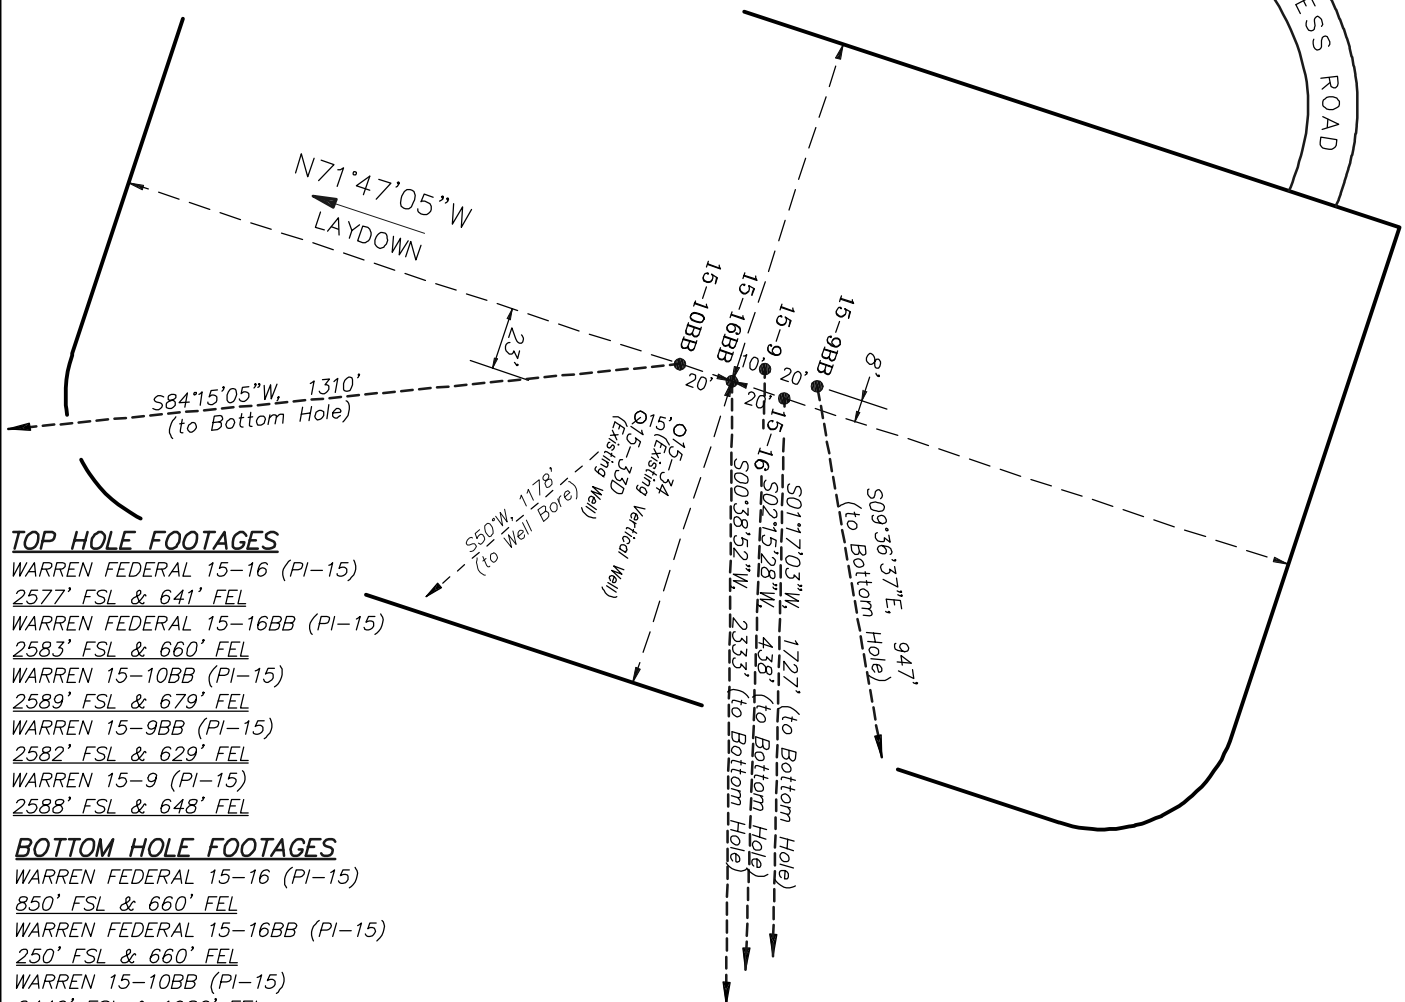 ESS ROAD
N71°47'05"W
LAYDOWN
15-10BB
15-16BB
15-9
15-9BB
8'
23'
10'
20'
20'
20'
15-16
S84°15'05"W, 1310'
(to Bottom Hole)
15'
15-34
(Existing Vertical Well)
15-33D
(Existing Well)
S50°W, 1178'
(to Well Bore)
S00°38'52"W, 2333' (to Bottom Hole)
S02°15'28"W, 438' (to Bottom Hole)
S01°17'03"W, 1727' (to Bottom Hole)
S09°36'37"E, 947'
(to Bottom Hole)
TOP HOLE FOOTAGES
WARREN FEDERAL 15-16 (PI-15)
2577' FSL & 641' FEL
WARREN FEDERAL 15-16BB (PI-15)
2583' FSL & 660' FEL
WARREN 15-10BB (PI-15)
2589' FSL & 679' FEL
WARREN 15-9BB (PI-15)
2582' FSL & 629' FEL
WARREN 15-9 (PI-15)
2588' FSL & 648' FEL
BOTTOM HOLE FOOTAGES
WARREN FEDERAL 15-16 (PI-15)
850' FSL & 660' FEL
WARREN FEDERAL 15-16BB (PI-15)
250' FSL & 660' FEL
WARREN 15-10BB (PI-15)